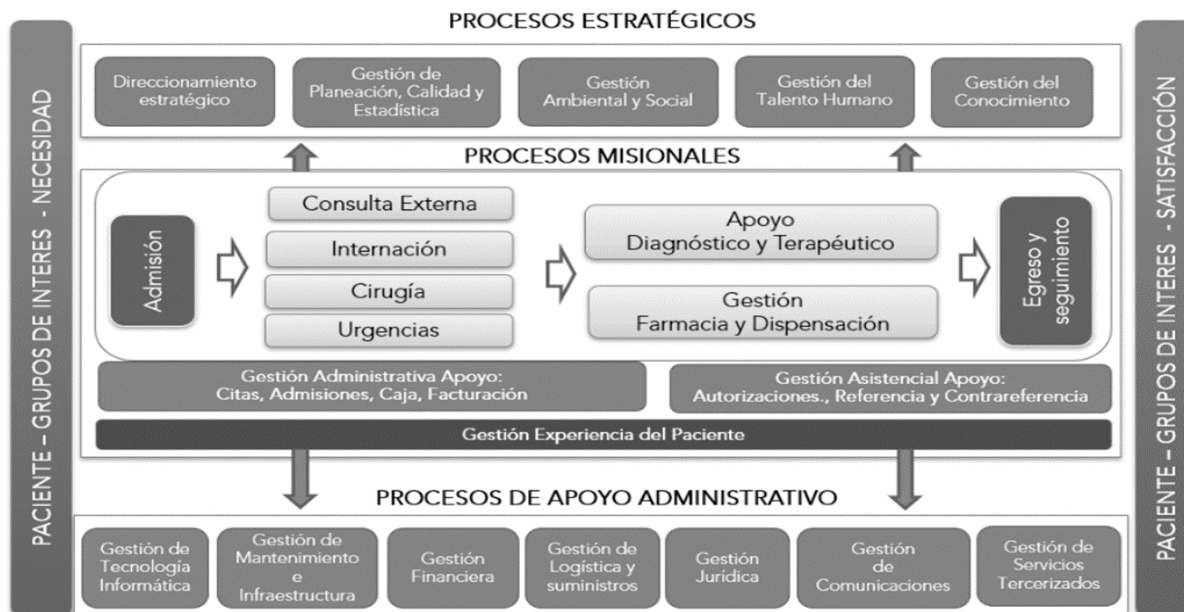 PROCESOS ESTRATÉGICOS
PACIENTE – GRUPOS DE INTERES - NECESIDAD
Direccionamiento
estratégico
Gestión de
Planeación, Calidad y
Estadística
Gestión
Ambiental y Social
Gestión del
Talento Humano
Gestión del
Conocimiento
PROCESOS MISIONALES
Admisión
Consulta Externa
Internación
Cirugía
Urgencias
Apoyo
Diagnóstico y Terapéutico
Gestión
Farmacia y Dispensación
Egreso y
seguimiento
Gestión Administrativa Apoyo:
Citas, Admisiones, Caja, Facturación
Gestión Asistencial Apoyo:
Autorizaciones., Referencia y Contrareferencia
Gestión Experiencia del Paciente
PROCESOS DE APOYO ADMINISTRATIVO
Gestión de
Tecnología
Informática
Gestión de
Mantenimiento
e
Infraestructura
Gestión
Financiera
Gestión de
Logística y
suministros
Gestión
Jurídica
Gestión
de
Comunicaciones
Gestión de
Servicios
Tercerizados
PACIENTE – GRUPOS DE INTERES - SATISFACCIÓN